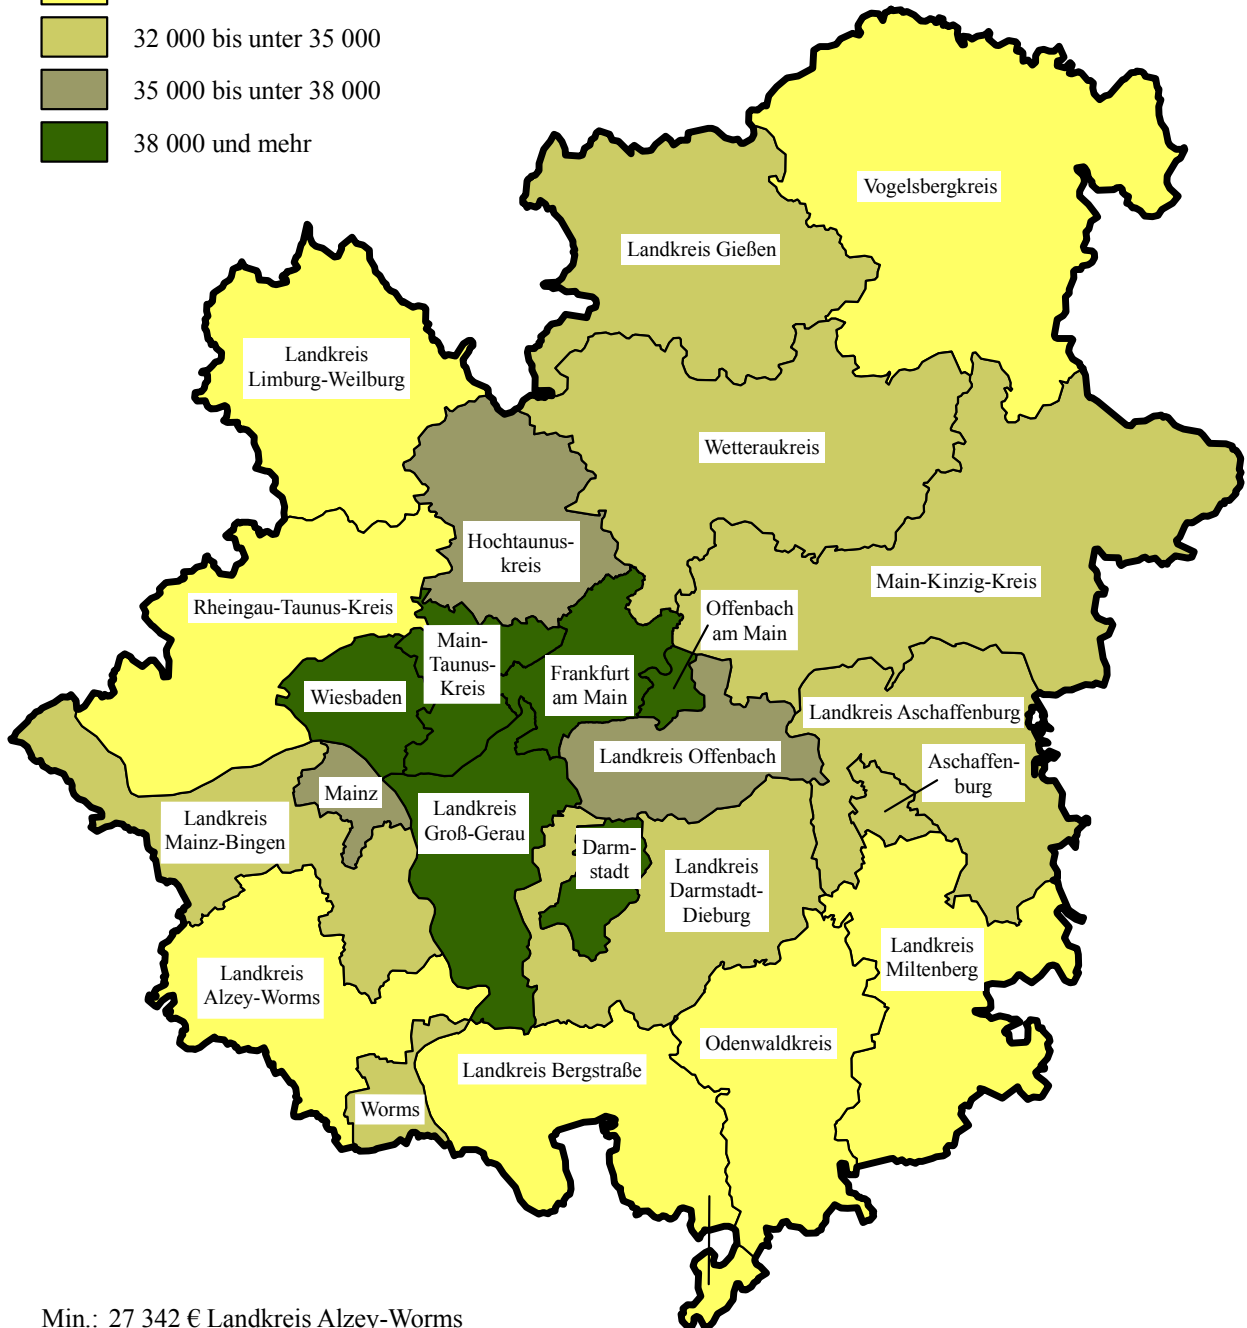 32 000 bis unter 35 000
35 000 bis unter 38 000
38 000 und mehr
Vogelsbergkreis
Landkreis Gießen
Landkreis
Limburg-Weilburg
Wetteraukreis
Hochtaunus-
kreis
Main-Kinzig-Kreis
Rheingau-Taunus-Kreis
Offenbach
am Main
Main-
Taunus-
Kreis
Frankfurt
am Main
Wiesbaden
Landkreis Aschaffenburg
Landkreis Offenbach
Aschaffen-
burg
Mainz
Landkreis
Groß-Gerau
Landkreis
Mainz-Bingen
Darm-
stadt
Landkreis
Darmstadt-
Dieburg
Landkreis
Miltenberg
Landkreis
Alzey-Worms
Odenwaldkreis
Landkreis Bergstraße
Worms
Min.: 27 342 € Landkreis Alzey-Worms